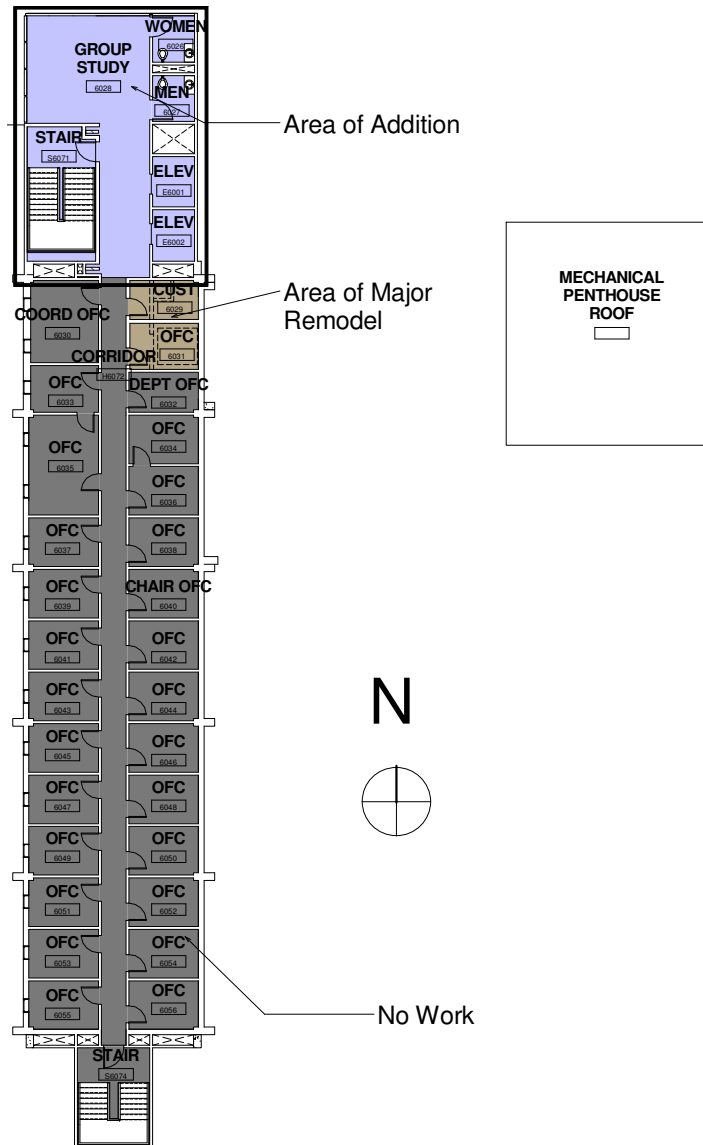 WOMEN
6026
GROUP
STUDY
6028
MEN
6027
Area of Addition
STAIR
S6071
ELEV
E6001
ELEV
E6002
MECHANICAL
PENTHOUSE
ROOF
CUST
6029
Area of Major
Remodel
COORD OFC
6030
OFC
6031
CORRIDOR
H6072
OFC
6033
DEPT OFC
6032
OFC
6034
OFC
6035
OFC
6036
OFC
6037
OFC
6038
OFC
6039
CHAIR OFC
6040
OFC
6041
OFC
6042
OFC
6043
OFC
6044
N
OFC
6045
OFC
6046
OFC
6047
OFC
6048
OFC
6049
OFC
6050
OFC
6051
OFC
6052
OFC
6053
OFC
6054
OFC
6055
OFC
6056
No Work
STAIR
S6074